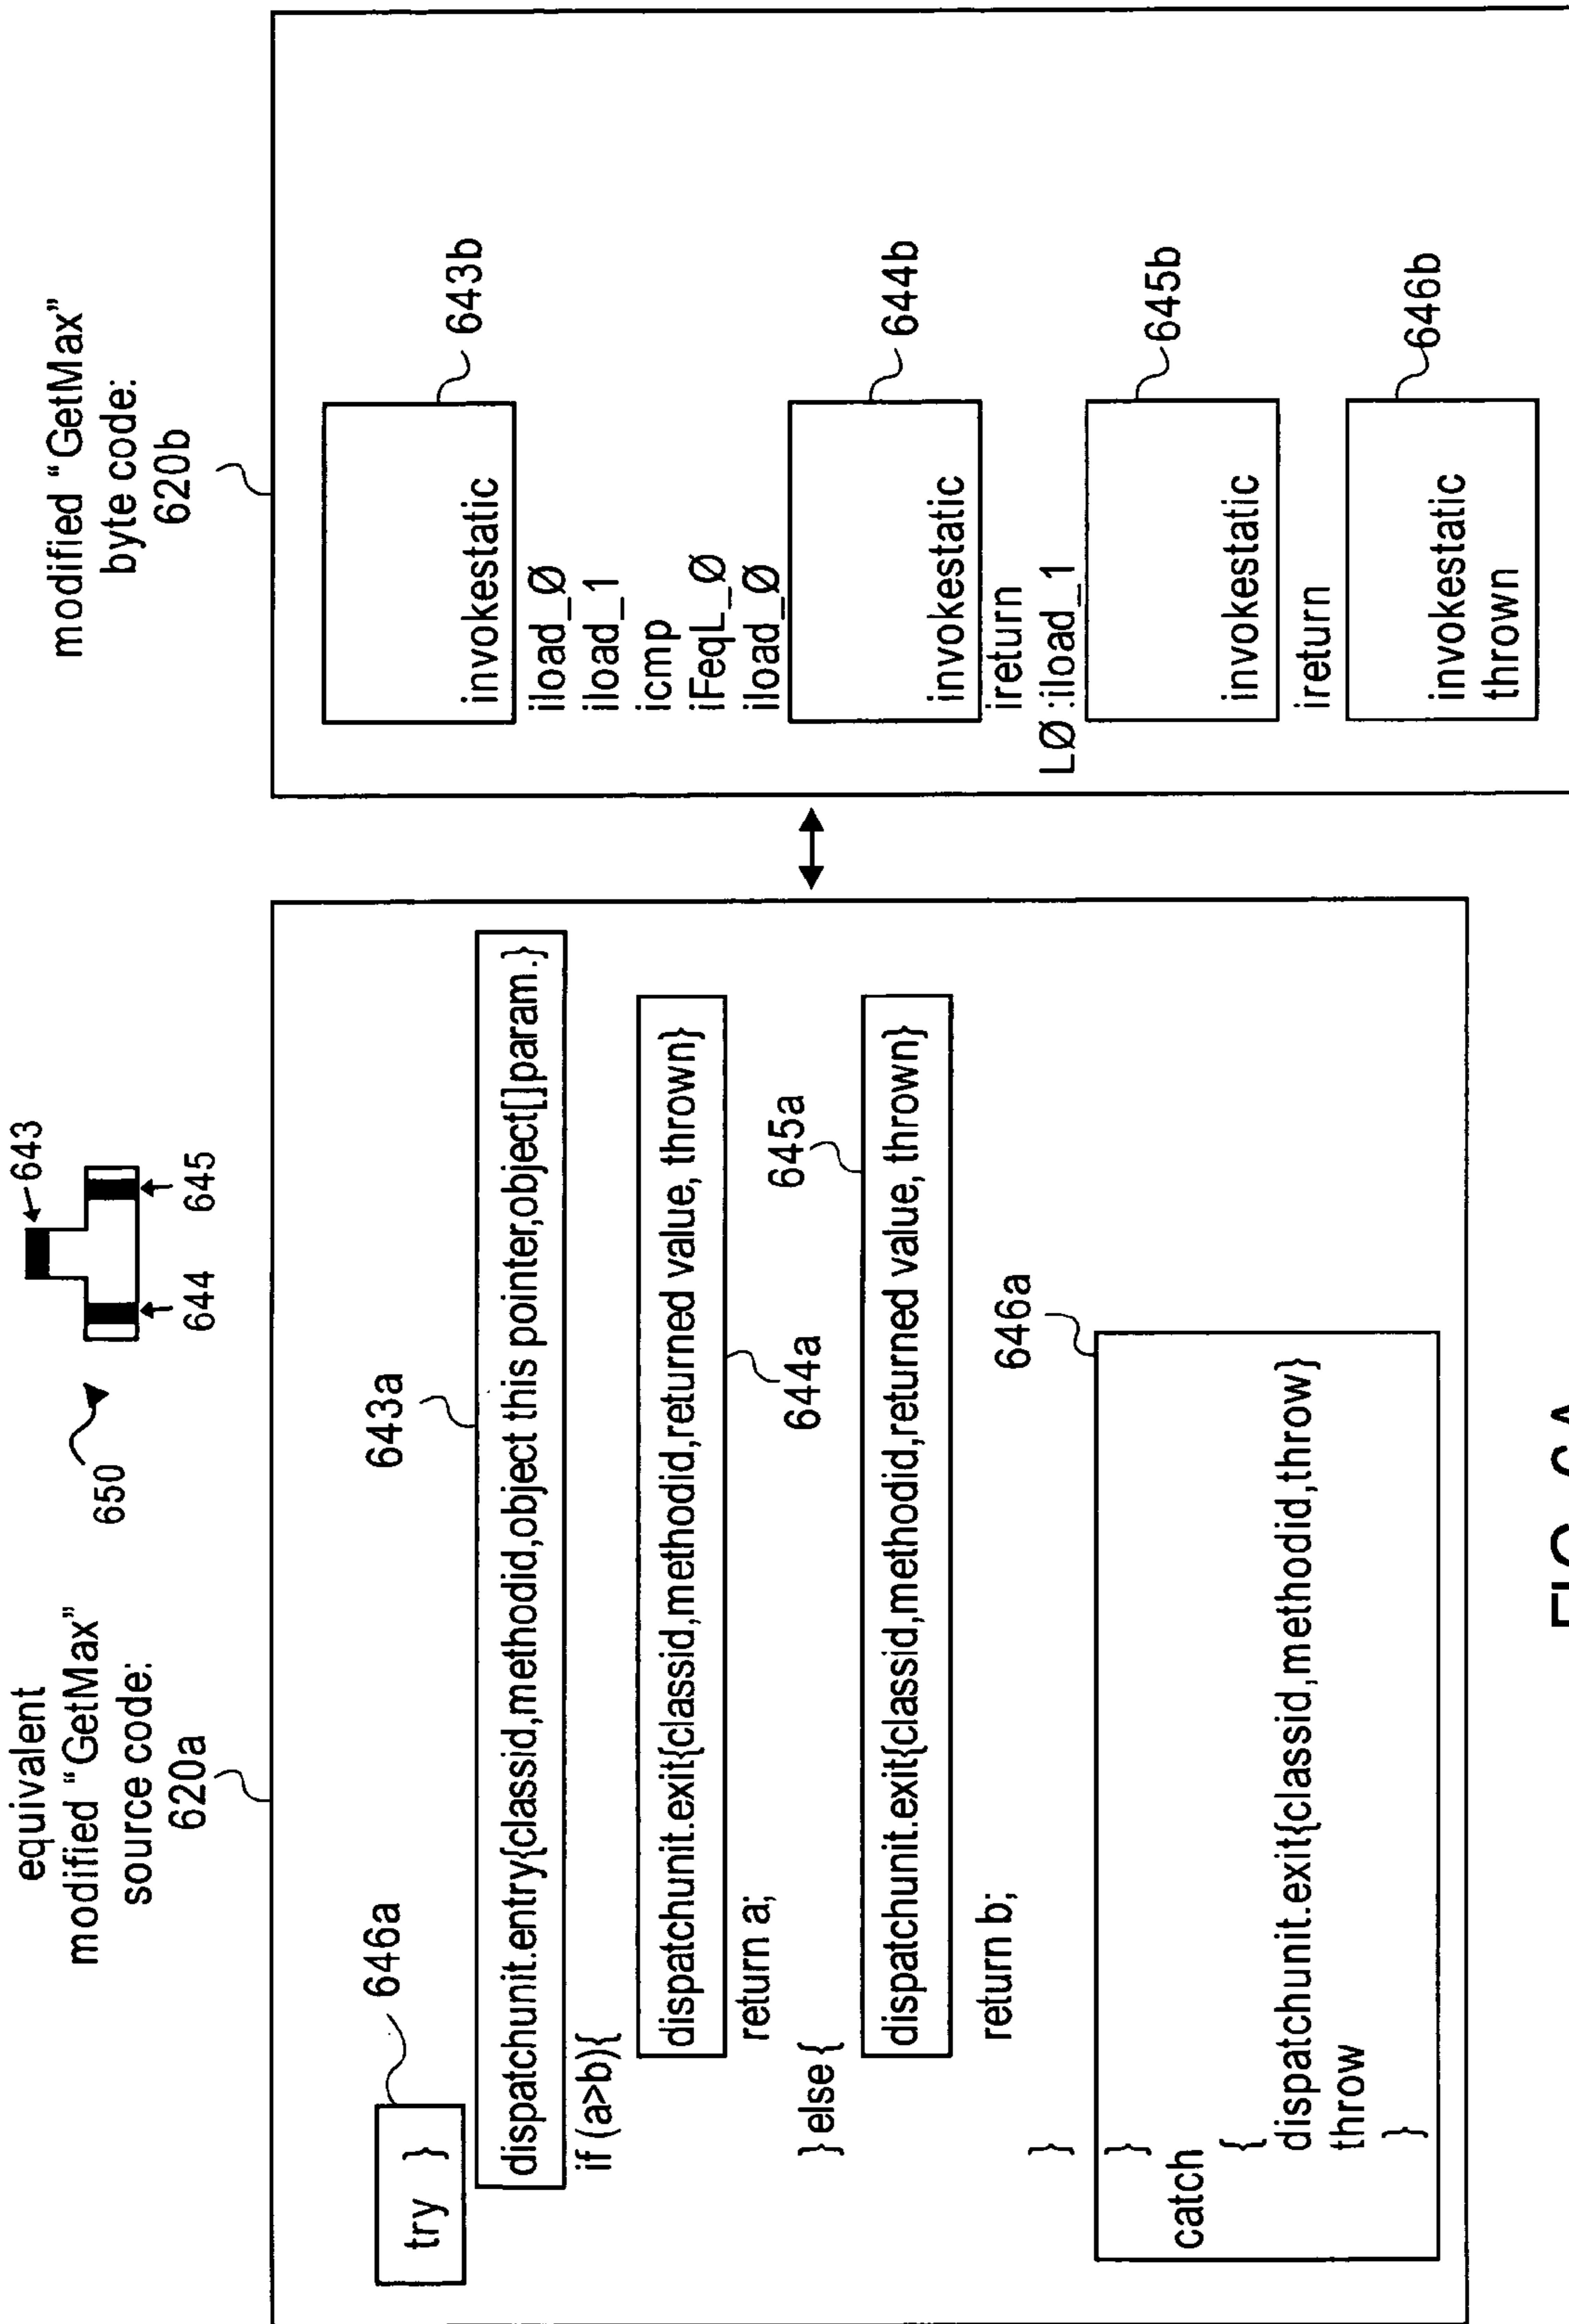 equivalent
modified “GetMax”
source code:
620a
650
643
644
645
646a
try }
643a
dispatchunit.entry{classid,methodid,object this pointer,object[]param.}
if (a>b){
dispatchunit.exit{classid,methodid,returned value, thrown}
644a
return a;
} else {
645a
dispatchunit.exit{classid,methodid,returned value, thrown}
return b;
}
646a
}
catch
{
dispatchunit.exit{classid,methodid,throw}
throw
}
modified “GetMax”
byte code:
620b
643b
invokestatic
iload_Ø
iload_1
icmp
iFeqL_Ø
iload_Ø
644b
invokestatic
ireturn
LØ:iload_1
645b
invokestatic
ireturn
646b
invokestatic
thrown